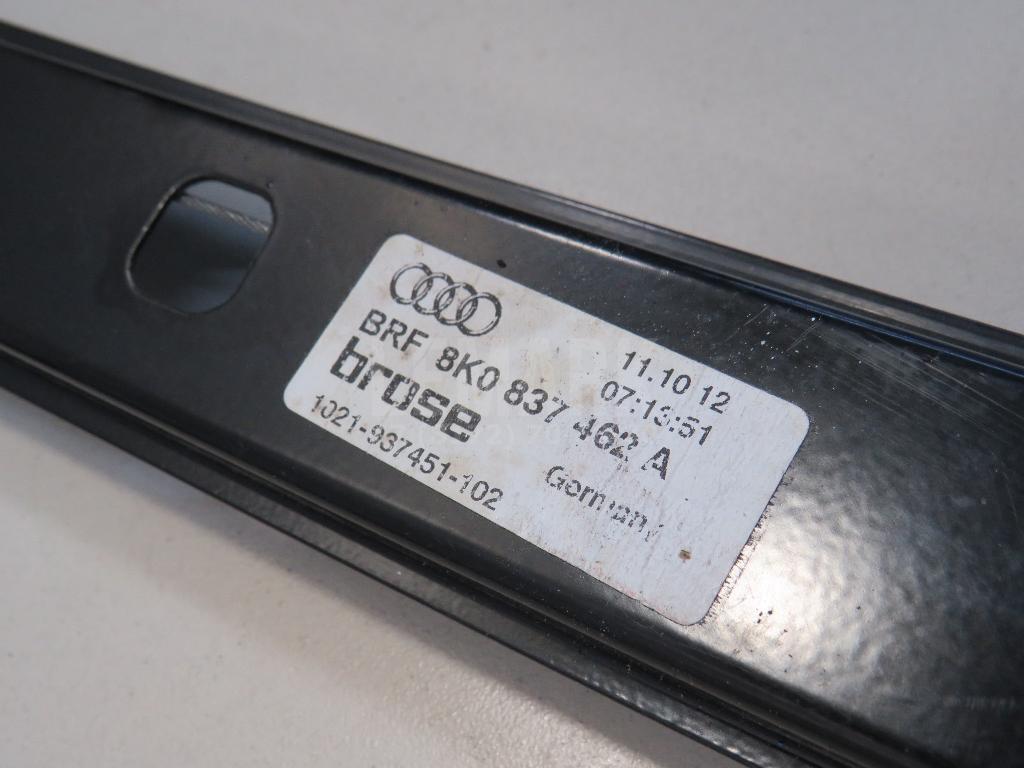 11.10 12
BRF 8K0 837 462 A
07:13:51
brose
1021-937451-102
Germany